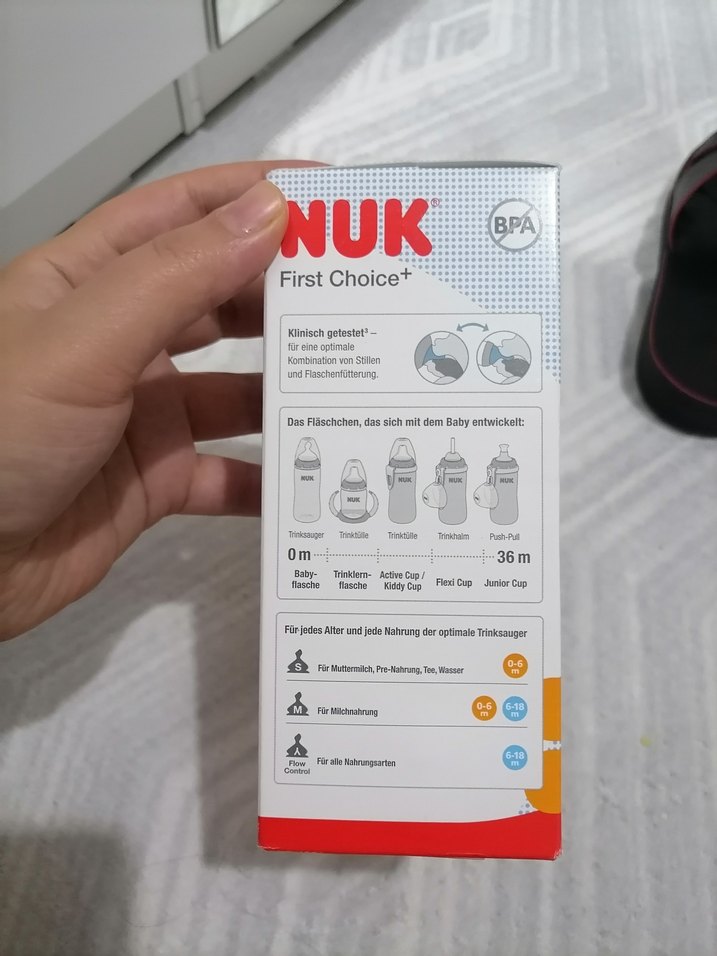 NUK®
BPA
First Choice+
Klinisch getestet³ –
für eine optimale
Kombination von Stillen
und Flaschenfütterung.
Das Fläschchen, das sich mit dem Baby entwickelt:
NUK NUK NUK NUK NUK
Trinksauger Trinktülle Trinktülle Trinkhalm Push-Pull
0 m 36 m
Baby-
flasche
Trinklern-
flasche
Active Cup /
Kiddy Cup
Flexi Cup
Junior Cup
Für jedes Alter und jede Nahrung der optimale Trinksauger
S Für Muttermilch, Pre-Nahrung, Tee, Wasser 0-6 m
M Für Milchnahrung 0-6 m 6-18 m
Flow
Control
Für alle Nahrungsarten 6-18 m